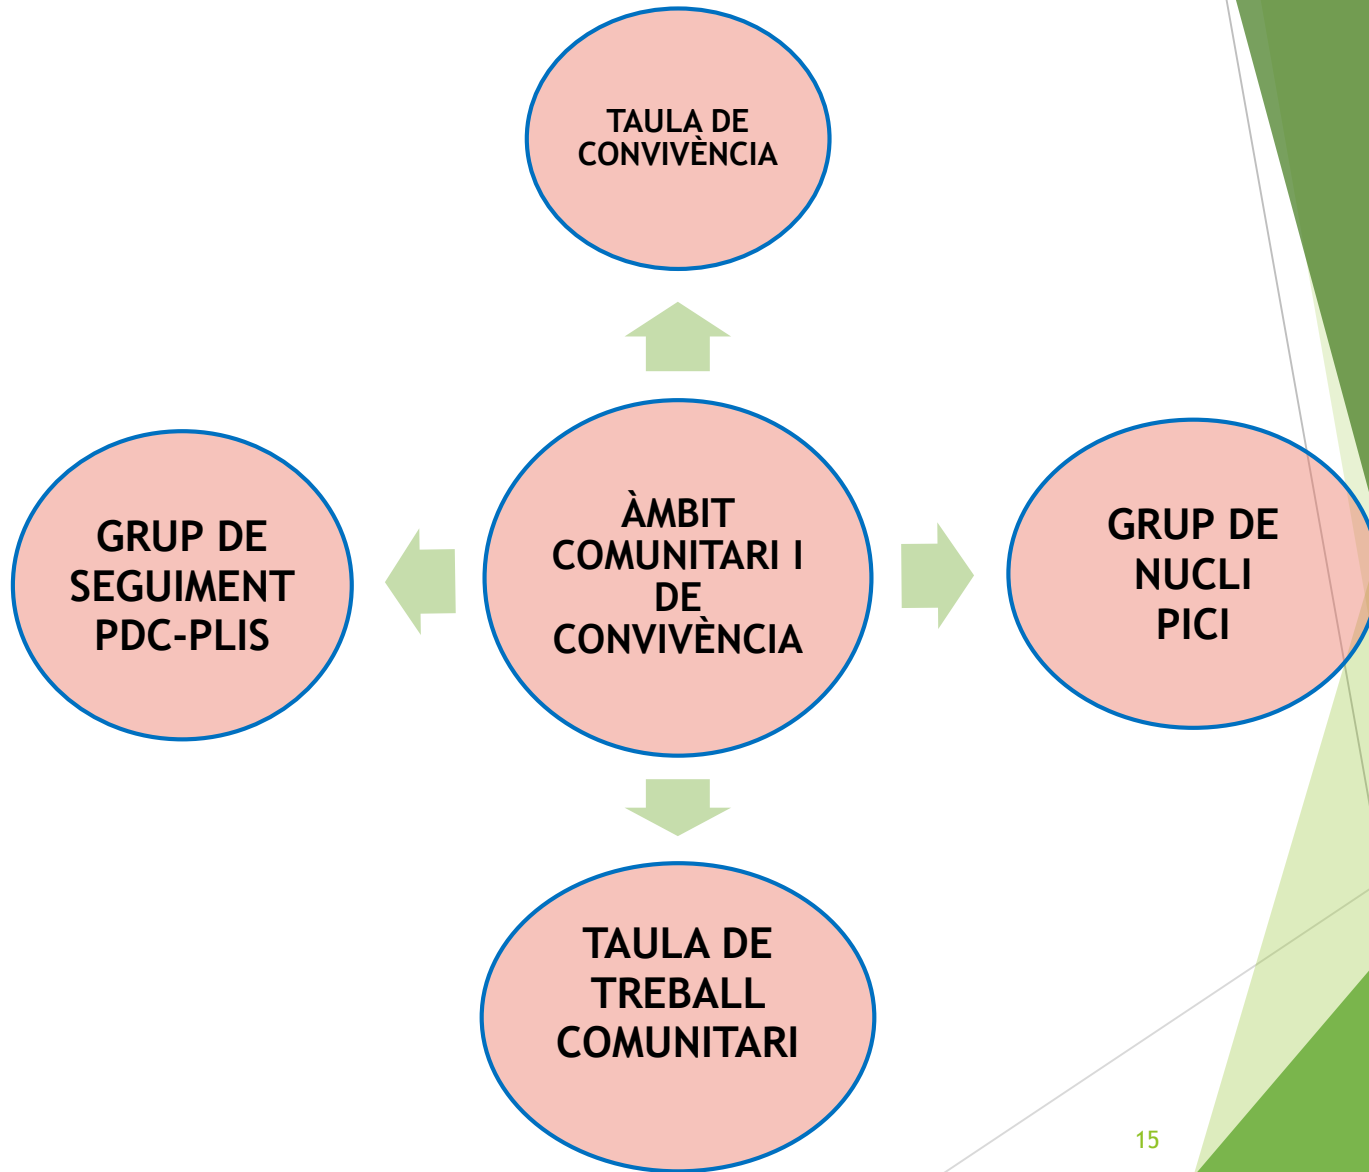 TAULA DE
CONVIVÈNCIA
GRUP DE
SEGUIMENT
PDC-PLIS
ÀMBIT
COMUNITARI I
DE
CONVIVÈNCIA
GRUP DE
NUCLI
PICI
TAULA DE
TREBALL
COMUNITARI
15